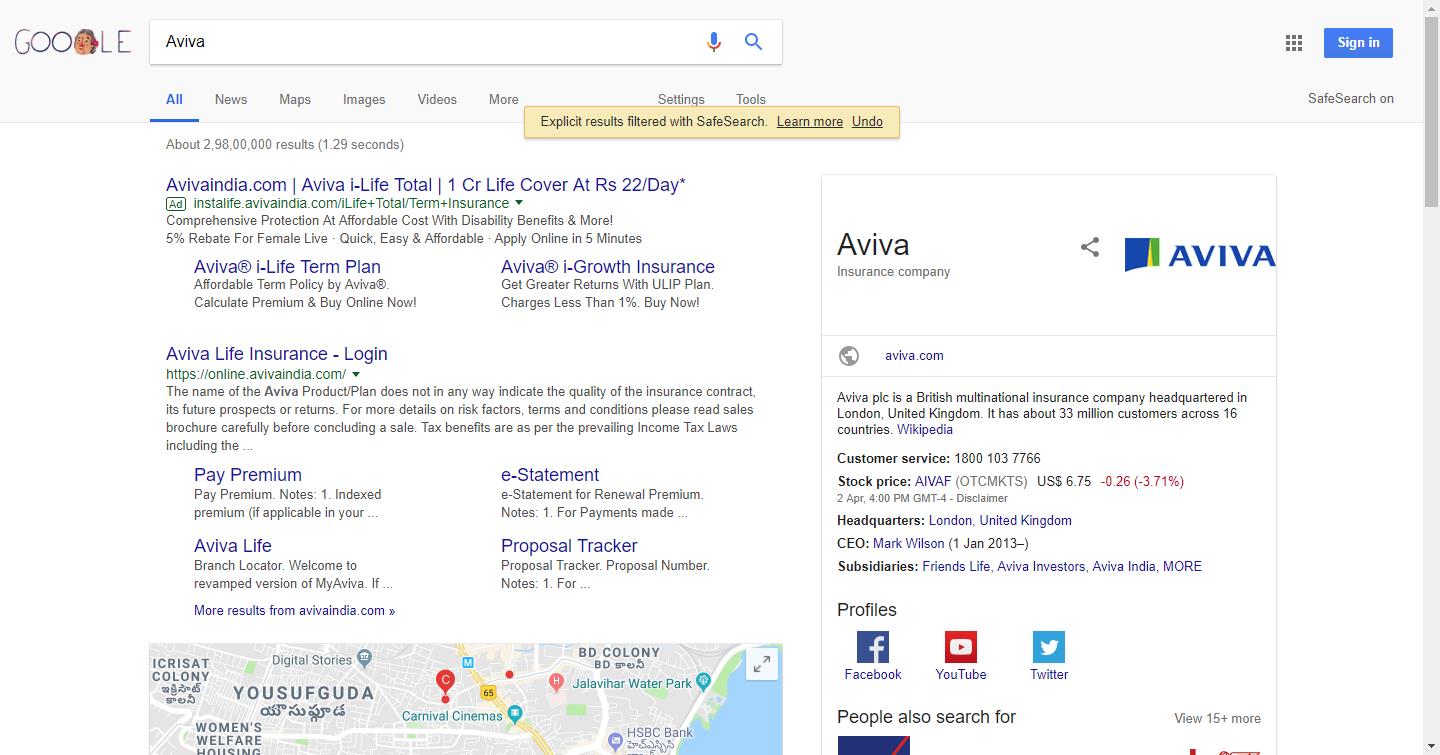 GOOGLE
Aviva
Sign in
All
News
Maps
Images
Videos
More
Settings
Tools
SafeSearch on
Explicit results filtered with SafeSearch. Learn more Undo
About 2,98,00,000 results (1.29 seconds)
Avivaindia.com | Aviva i-Life Total | 1 Cr Life Cover At Rs 22/Day*
Ad instalife.avivaindia.com/iLife+Total/Term+Insurance
Comprehensive Protection At Affordable Cost With Disability Benefits & More!
5% Rebate For Female Live · Quick, Easy & Affordable · Apply Online in 5 Minutes
Aviva® i-Life Term Plan
Affordable Term Policy by Aviva®.
Calculate Premium & Buy Online Now!
Aviva® i-Growth Insurance
Get Greater Returns With ULIP Plan.
Charges Less Than 1%. Buy Now!
Aviva Life Insurance - Login
https://online.avivaindia.com/
The name of the Aviva Product/Plan does not in any way indicate the quality of the insurance contract,
its future prospects or returns. For more details on risk factors, terms and conditions please read sales
brochure carefully before concluding a sale. Tax benefits are as per the prevailing Income Tax Laws
including the ...
Pay Premium
Pay Premium. Notes: 1. Indexed
premium (if applicable in your ...
e-Statement
e-Statement for Renewal Premium.
Notes: 1. For Payments made ...
Aviva Life
Branch Locator. Welcome to
revamped version of MyAviva. If ...
Proposal Tracker
Proposal Tracker. Proposal Number.
Notes: 1. For ...
More results from avivaindia.com »
ICRISAT
COLONY
ఇక్రిసాట్
కాలనీ
Digital Stories
M
BD COLONY
BD కాలనీ
YOUSUFGUDA
యూసుఫ్గూడ
C
65
H
Jalavihar Water Park
Carnival Cinemas
WOMEN'S
WELFARE
HOUSING
HSBC Bank
Aviva
Insurance company
AVIVA
aviva.com
Aviva plc is a British multinational insurance company headquartered in
London, United Kingdom. It has about 33 million customers across 16
countries. Wikipedia
Customer service: 1800 103 7766
Stock price: AIVAF (OTCMKTS) US$ 6.75 -0.26 (-3.71%)
2 Apr, 4:00 PM GMT-4 - Disclaimer
Headquarters: London, United Kingdom
CEO: Mark Wilson (1 Jan 2013–)
Subsidiaries: Friends Life, Aviva Investors, Aviva India, MORE
Profiles
Facebook
YouTube
Twitter
People also search for
View 15+ more